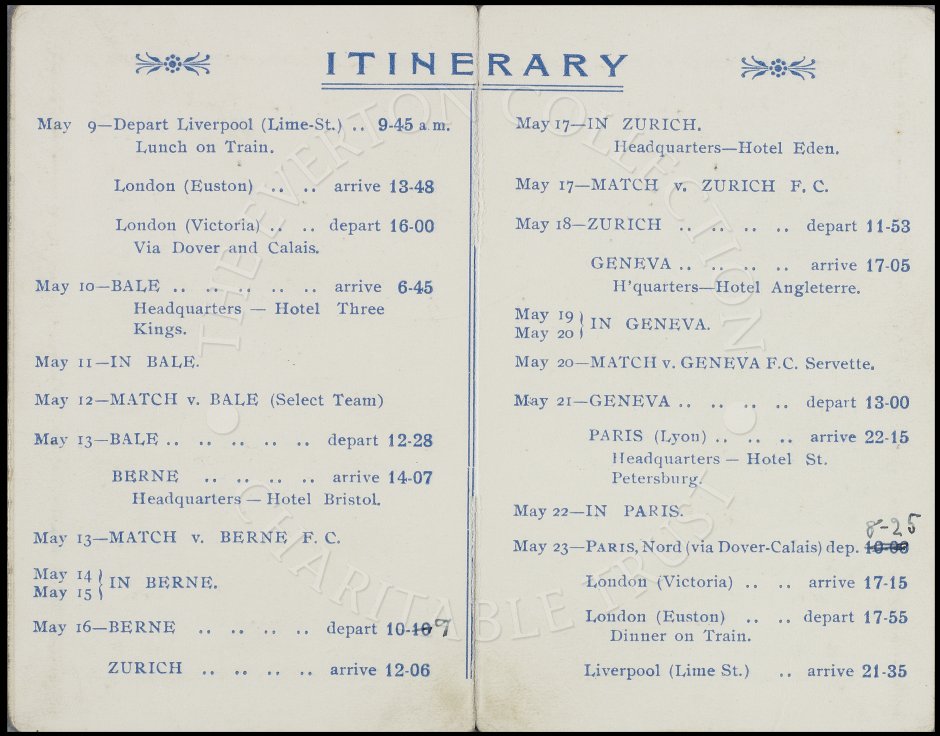 ITINERARY
May 9—Depart Liverpool (Lime-St.) .. 9-45 a.m.
Lunch on Train.
London (Euston) .. .. arrive 13-48
London (Victoria) .. .. depart 16-00
Via Dover and Calais.
May 10—BALE .. .. .. .. .. arrive 6-45
Headquarters — Hotel Three
Kings.
May 11—IN BALE.
May 12—MATCH v. BALE (Select Team)
May 13—BALE .. .. .. .. .. depart 12-28
BERNE .. .. .. .. arrive 14-07
Headquarters — Hotel Bristol.
May 13—MATCH v. BERNE F. C.
May 14
May 15 } IN BERNE.
May 16—BERNE .. .. .. .. depart 10-10 9
ZURICH .. .. .. .. arrive 12-06
May 17—IN ZURICH.
Headquarters—Hotel Eden.
May 17—MATCH v. ZURICH F. C.
May 18—ZURICH .. .. .. .. depart 11-53
GENEVA .. .. .. .. arrive 17-05
H'quarters—Hotel Angleterre.
May 19
May 20 } IN GENEVA.
May 20—MATCH v. GENEVA F.C. Servette.
May 21—GENEVA .. .. .. .. depart 13-00
PARIS (Lyon) .. .. .. arrive 22-15
Headquarters — Hotel St.
Petersburg.
May 22—IN PARIS.
8-25
May 23—PARIS, Nord (via Dover-Calais) dep. 10-00
London (Victoria) .. .. arrive 17-15
London (Euston) .. .. depart 17-55
Dinner on Train.
Liverpool (Lime St.) .. arrive 21-35
THE EVERTON COLLECTION
CHARITABLE TRUST